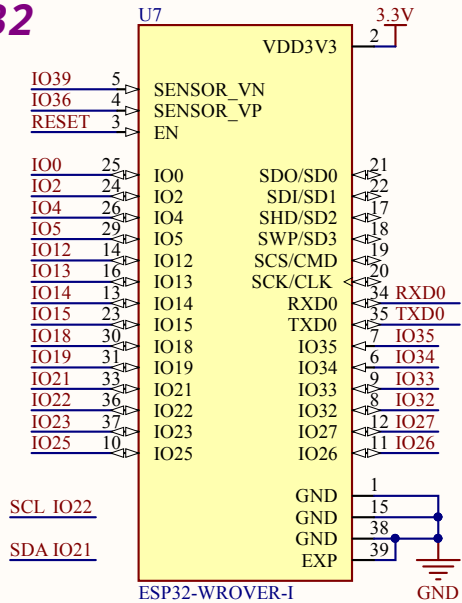 32
U7
3.3V
2 VDD3V3
IO39 5 SENSOR_VN
IO36 4 SENSOR_VP
RESET 3 EN
IO0 25 IO0 SDO/SD0 21
IO2 24 IO2 SDI/SD1 22
IO4 26 IO4 SHD/SD2 17
IO5 29 IO5 SWP/SD3 18
IO12 14 IO12 SCS/CMD 19
IO13 16 IO13 SCK/CLK 20
IO14 13 IO14 RXD0 34 RXD0
IO15 23 IO15 TXD0 35 TXD0
IO18 30 IO18 IO35 7 IO35
IO19 31 IO19 IO34 6 IO34
IO21 33 IO21 IO33 9 IO33
IO22 36 IO22 IO32 8 IO32
IO23 37 IO23 IO27 12 IO27
IO25 10 IO25 IO26 11 IO26
GND 1
SCL IO22 GND 15
GND 38
SDA IO21 EXP 39
ESP32-WROVER-I GND